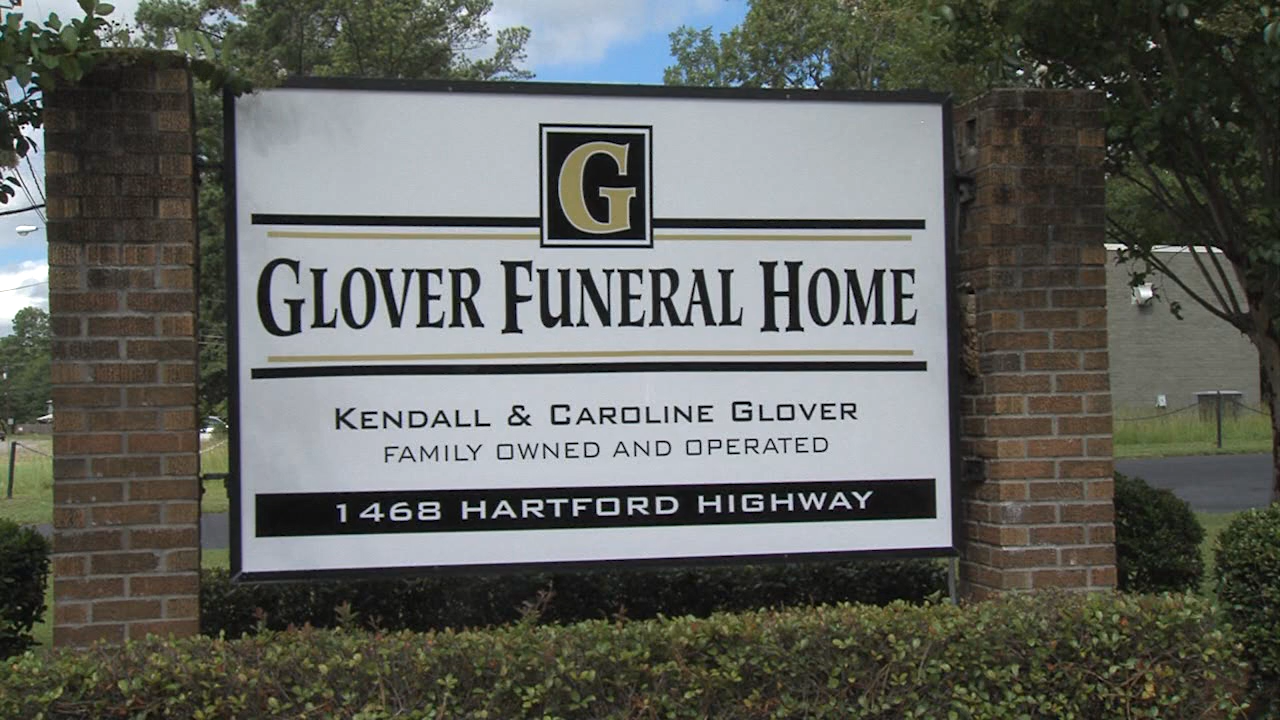 G
GLOVER FUNERAL HOME
KENDALL & CAROLINE GLOVER
FAMILY OWNED AND OPERATED
1468 HARTFORD HIGHWAY